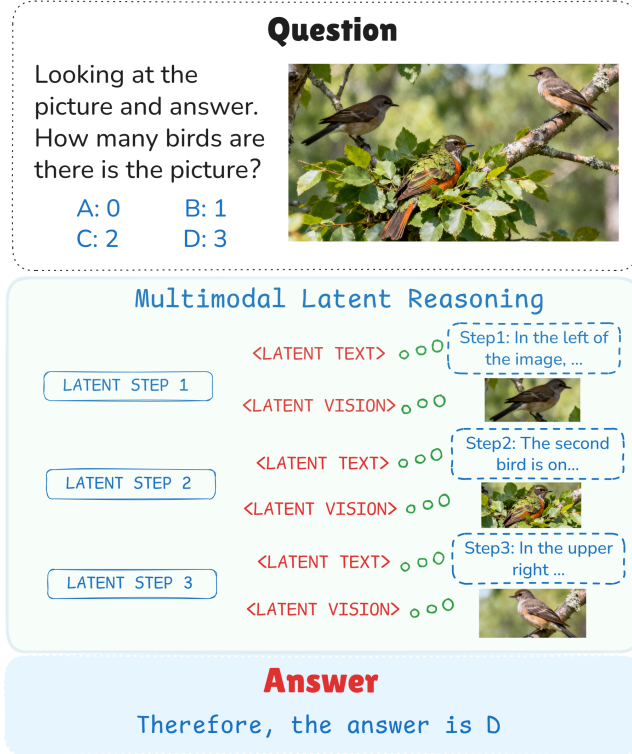 Question
Looking at the
picture and answer.
How many birds are
there is the picture?
A: 0 B: 1
C: 2 D: 3
Multimodal Latent Reasoning
LATENT STEP 1
<LATENT TEXT>
Step1: In the left of
the image, ...
<LATENT VISION>
LATENT STEP 2
<LATENT TEXT>
Step2: The second
bird is on...
<LATENT VISION>
LATENT STEP 3
<LATENT TEXT>
Step3: In the upper
right ...
<LATENT VISION>
Answer
Therefore, the answer is D